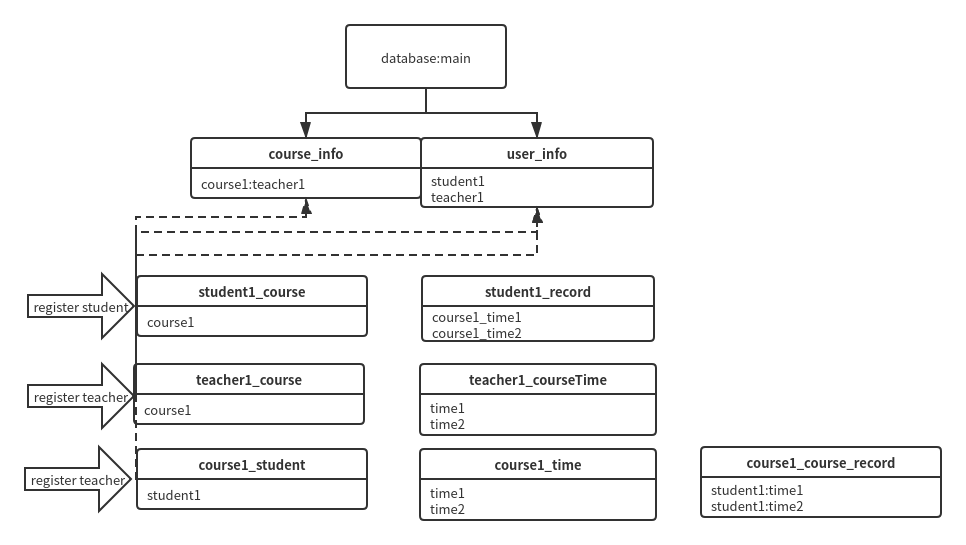 database:main
course_info
course1:teacher1
user_info
student1
teacher1
register student
student1_course
course1
student1_record
course1_time1
course1_time2
register teacher
teacher1_course
course1
teacher1_courseTime
time1
time2
register teacher
course1_student
student1
course1_time
time1
time2
course1_course_record
student1:time1
student1:time2